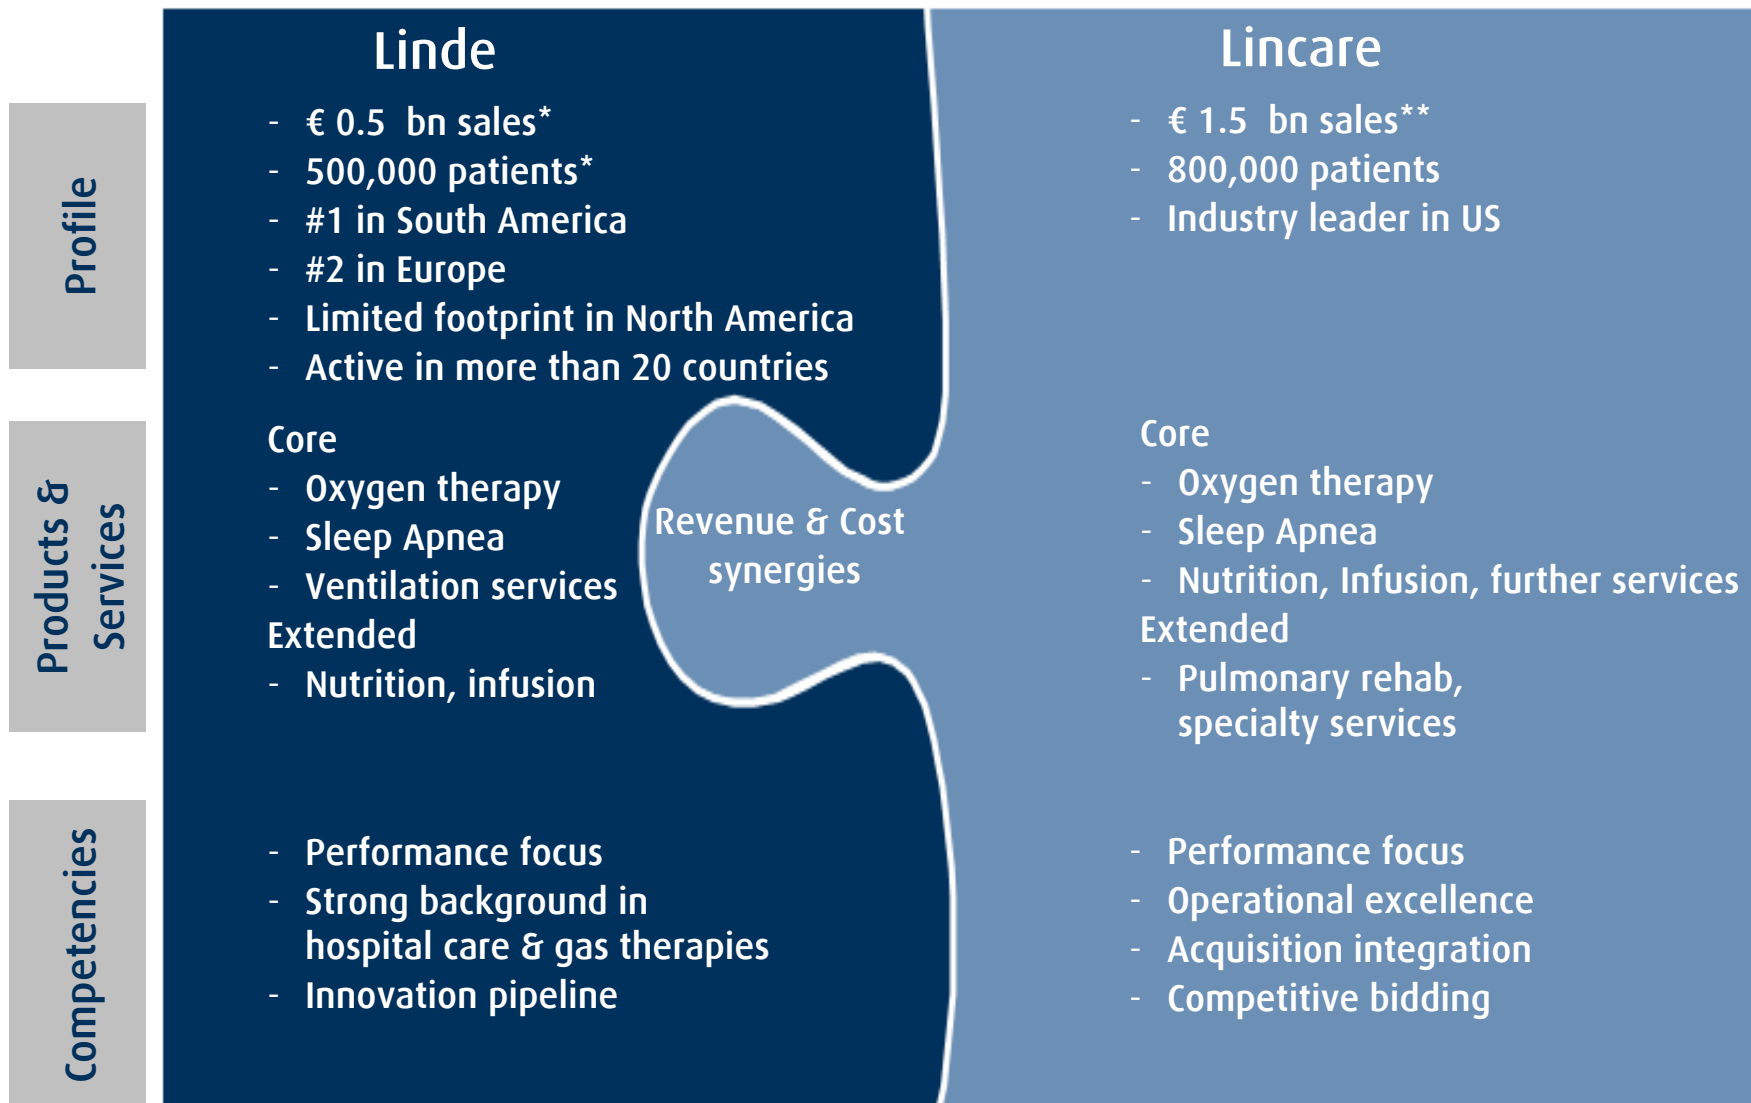 Linde
Lincare
Profile
- € 0.5 bn sales*
- 500,000 patients*
- #1 in South America
- #2 in Europe
- Limited footprint in North America
- Active in more than 20 countries
- € 1.5 bn sales**
- 800,000 patients
- Industry leader in US
Products &
Services
Core
- Oxygen therapy
- Sleep Apnea
- Ventilation services
Extended
- Nutrition, infusion
Revenue & Cost
synergies
Core
- Oxygen therapy
- Sleep Apnea
- Nutrition, Infusion, further services
Extended
- Pulmonary rehab,
specialty services
Competencies
- Performance focus
- Strong background in
hospital care & gas therapies
- Innovation pipeline
- Performance focus
- Operational excellence
- Acquisition integration
- Competitive bidding